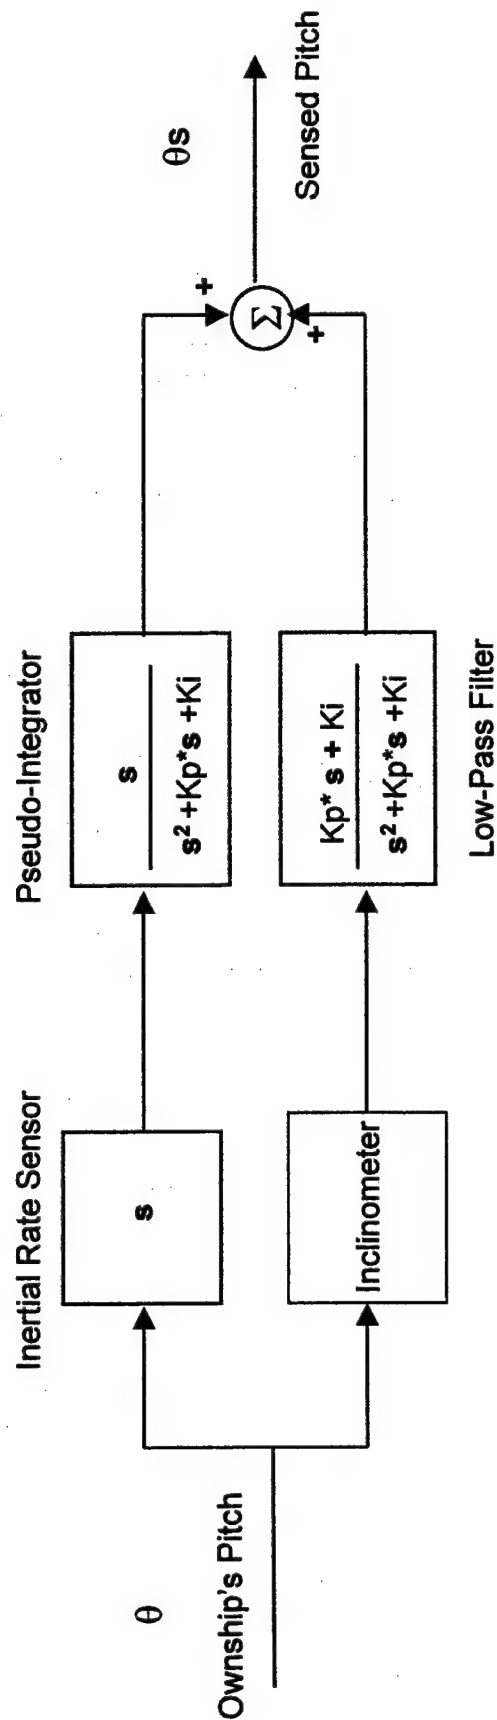 θ
Ownship's Pitch
Inertial Rate Sensor
s
Inclinometer
Pseudo-Integrator
s
s² +Kp*s +Ki
Kp* s + Ki
s² +Kp*s +Ki
Low-Pass Filter
+
Σ
+
θs
Sensed Pitch